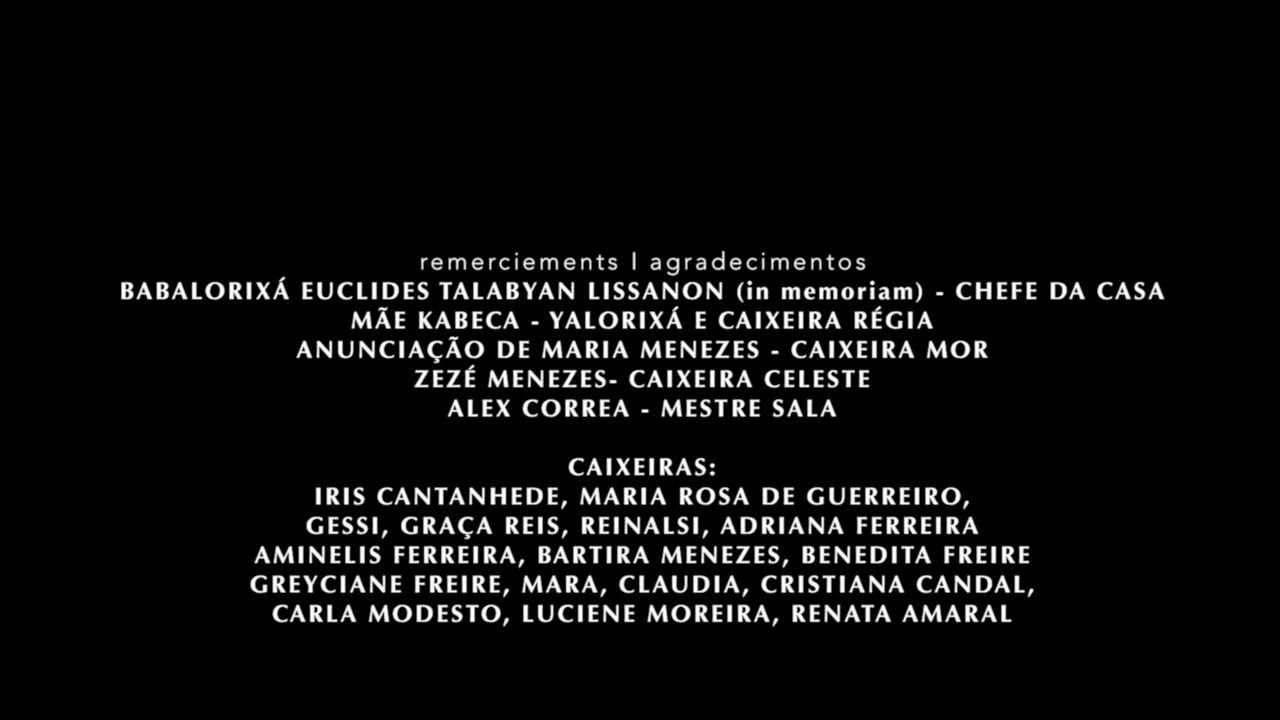 remerciements | agradecimentos
BABALORIXÁ EUCLIDES TALABYAN LISSANON (in memoriam) - CHEFE DA CASA
MÃE KABECA - YALORIXÁ E CAIXEIRA RÉGIA
ANUNCIAÇÃO DE MARIA MENEZES - CAIXEIRA MOR
ZEZÉ MENEZES- CAIXEIRA CELESTE
ALEX CORREA - MESTRE SALA
CAIXEIRAS:
IRIS CANTANHEDE, MARIA ROSA DE GUERREIRO,
GESSI, GRAÇA REIS, REINALSI, ADRIANA FERREIRA
AMINELIS FERREIRA, BARTIRA MENEZES, BENEDITA FREIRE
GREYCIANE FREIRE, MARA, CLAUDIA, CRISTIANA CANDAL,
CARLA MODESTO, LUCIENE MOREIRA, RENATA AMARAL